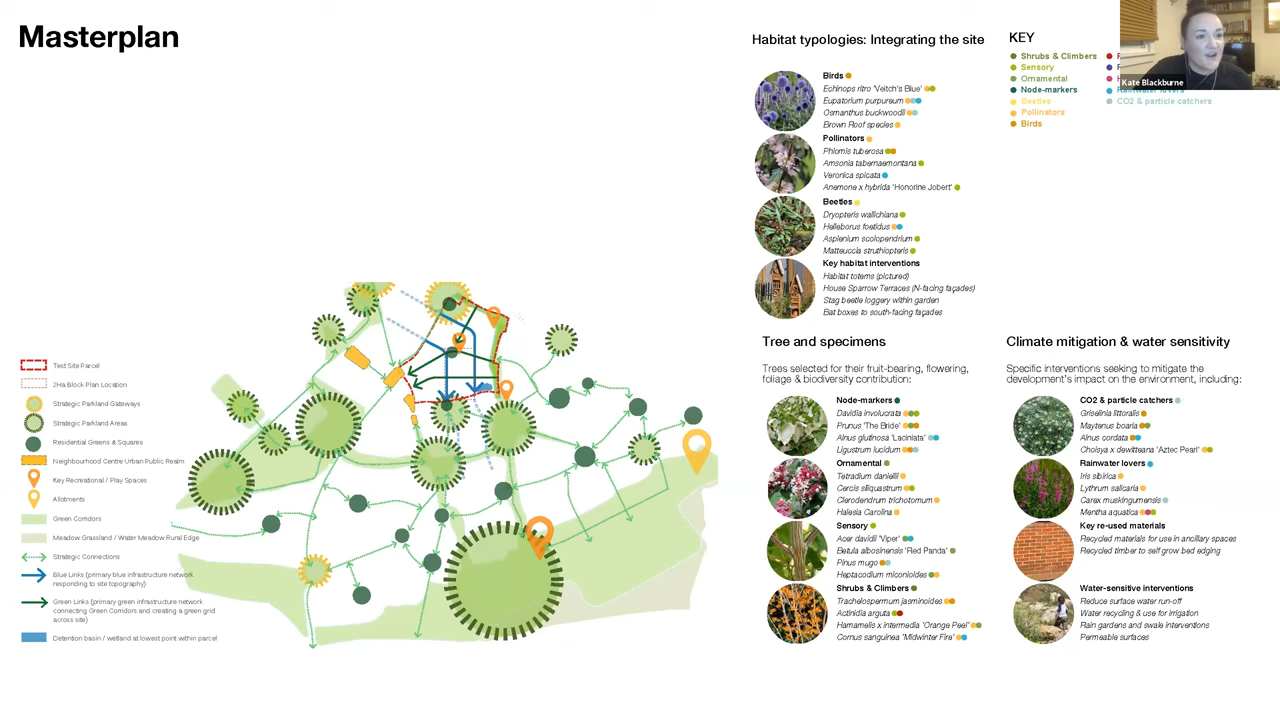 Masterplan
Test Site Parcel
2Ha Block Plan Location
Strategic Parkland Gateways
Strategic Parkland Areas
Residential Greens & Squares
Neighbourhood Centre Urban Public Realm
Key Recreational / Play Spaces
Allotments
Green Corridors
Meadow Grassland / Water Meadow Rural Edge
Strategic Connections
Blue Links (primary blue infrastructure network
responding to site topography)
Green Links (primary green infrastructure network
connecting Green Corridors and creating a green grid
across site)
Detention basin / wetland at lowest point within parcel
Habitat typologies: Integrating the site
Birds
Echinops ritro 'Veitch's Blue'
Eupatorium purpureum
Osmanthus buckwoodii
Brown Roof species
Pollinators
Phlomis tuberosa
Amsonia tabernaemontana
Veronica spicata
Anemone x hybrida 'Honorine Jobert'
Beetles
Dryopteris wallichiana
Helleborus foetidus
Asplenium scolopendrium
Matteuccia struthiopteris
Key habitat interventions
Habitat totems (pictured)
House Sparrow Terraces (N-facing façades)
Stag beetle loggery within garden
Bat boxes to south-facing façades
KEY
Shrubs & Climbers
Sensory
Ornamental
Node-markers
Beetles
Pollinators
Birds
Rainwater lovers
CO2 & particle catchers
Kate Blackburne
Tree and specimens
Trees selected for their fruit-bearing, flowering,
foliage & biodiversity contribution:
Node-markers
Davidia involucrata
Prunus 'The Bride'
Alnus glutinosa 'Laciniata'
Ligustrum lucidum
Ornamental
Tetradium daniellii
Cercis siliquastrum
Clerodendrum trichotomum
Halesia Carolina
Sensory
Acer davidii 'Viper'
Betula albosinensis 'Red Panda'
Pinus mugo
Heptacodium miconioides
Shrubs & Climbers
Trachelospermum jasminoides
Actinidia arguta
Hamamelis x intermedia 'Orange Peel'
Cornus sanguinea 'Midwinter Fire'
Climate mitigation & water sensitivity
Specific interventions seeking to mitigate the
development's impact on the environment, including:
CO2 & particle catchers
Griselinia littoralis
Maytenus boaria
Alnus cordata
Choisya x dewitteana 'Aztec Pearl'
Rainwater lovers
Iris sibirica
Lythrum salicaria
Carex muskingumensis
Mentha aquatica
Key re-used materials
Recycled materials for use in ancillary spaces
Recycled timber to self grow bed edging
Water-sensitive interventions
Reduce surface water run-off
Water recycling & use for irrigation
Rain gardens and swale interventions
Permeable surfaces